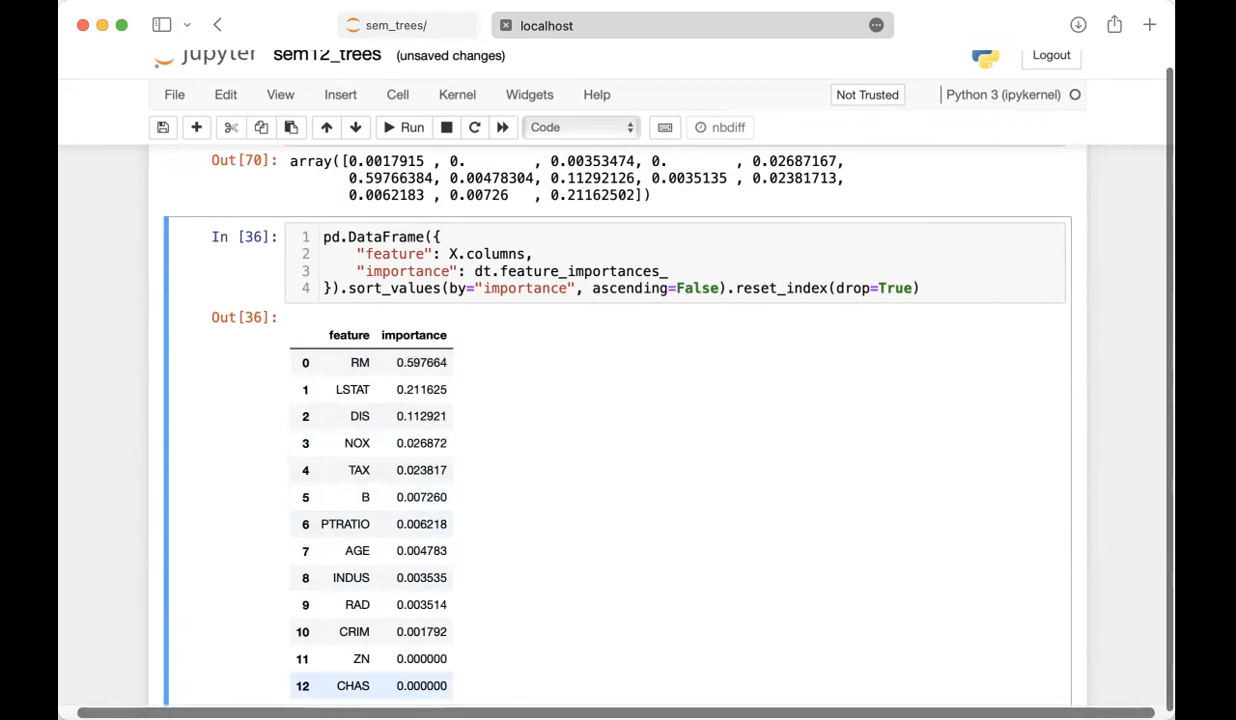 sem_trees/
localhost
Jupyter sem12_trees (unsaved changes)
Logout
File Edit View Insert Cell Kernel Widgets Help
Not Trusted
Python 3 (ipykernel)
Run
Code
nbdiff
Out[70]: array([0.0017915 , 0. , 0.00353474, 0. , 0.02687167,
0.59766384, 0.00478304, 0.11292126, 0.0035135 , 0.02381713,
0.0062183 , 0.00726 , 0.21162502])
In [36]: 1 pd.DataFrame({
2 "feature": X.columns,
3 "importance": dt.feature_importances_
4 }).sort_values(by="importance", ascending=False).reset_index(drop=True)
Out[36]:
feature importance
0 RM 0.597664
1 LSTAT 0.211625
2 DIS 0.112921
3 NOX 0.026872
4 TAX 0.023817
5 B 0.007260
6 PTRATIO 0.006218
7 AGE 0.004783
8 INDUS 0.003535
9 RAD 0.003514
10 CRIM 0.001792
11 ZN 0.000000
12 CHAS 0.000000